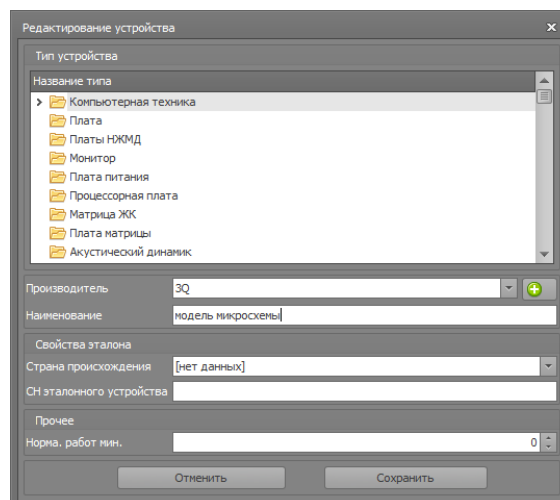 Редактирование устройства
Тип устройства
Название типа
Компьютерная техника
Плата
Платы НЖМД
Монитор
Плата питания
Процессорная плата
Матрица ЖК
Плата матрицы
Акустический динамик
Производитель 3Q
Наименование модель микросхемы
Свойства эталона
Страна происхождения [нет данных]
СН эталонного устройства
Прочее
Норма. работ мин. 0
Отменить Сохранить